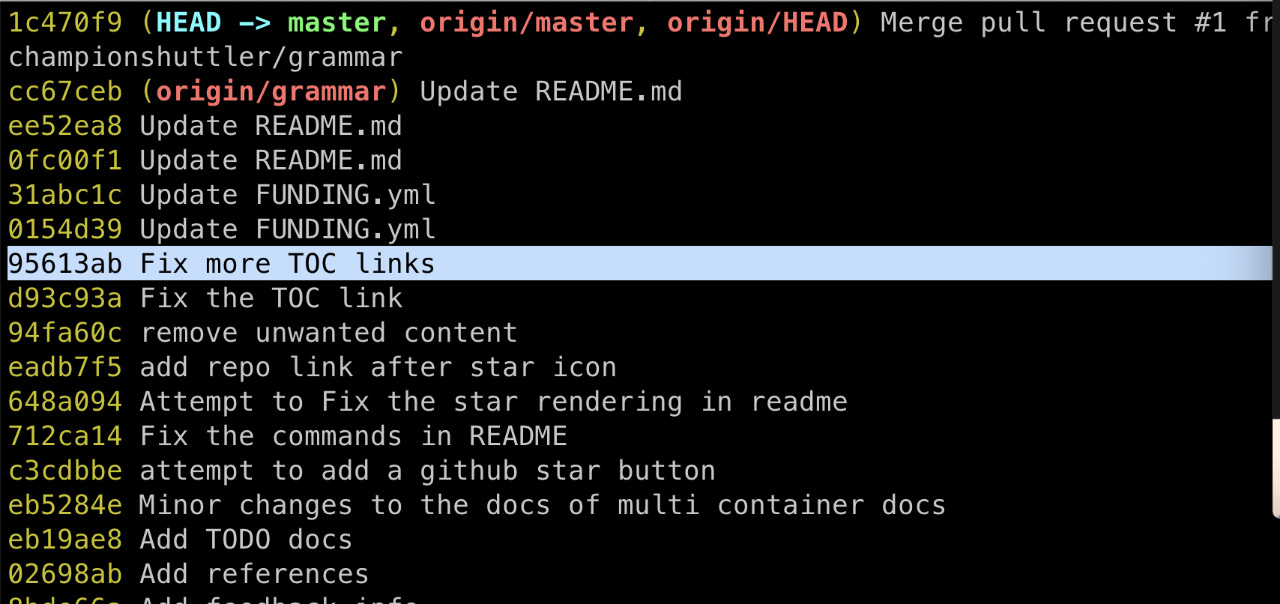 1c470f9 (HEAD -> master, origin/master, origin/HEAD) Merge pull request #1
championshuttler/grammar
cc67ceb (origin/grammar) Update README.md
ee52ea8 Update README.md
0fc00f1 Update README.md
31abc1c Update FUNDING.yml
0154d39 Update FUNDING.yml
95613ab Fix more TOC links
d93c93a Fix the TOC link
94fa60c remove unwanted content
eadb7f5 add repo link after star icon
648a094 Attempt to Fix the star rendering in readme
712ca14 Fix the commands in README
c3cdbbe attempt to add a github star button
eb5284e Minor changes to the docs of multi container docs
eb19ae8 Add TODO docs
02698ab Add references
Add feedback info